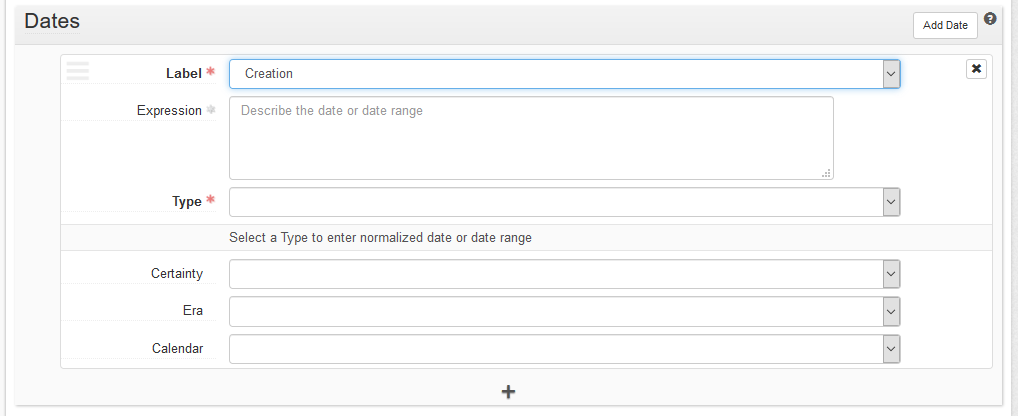 Dates
Add Date
Label *
Creation
Expression *
Describe the date or date range
Type *
Select a Type to enter normalized date or date range
Certainty
Era
Calendar